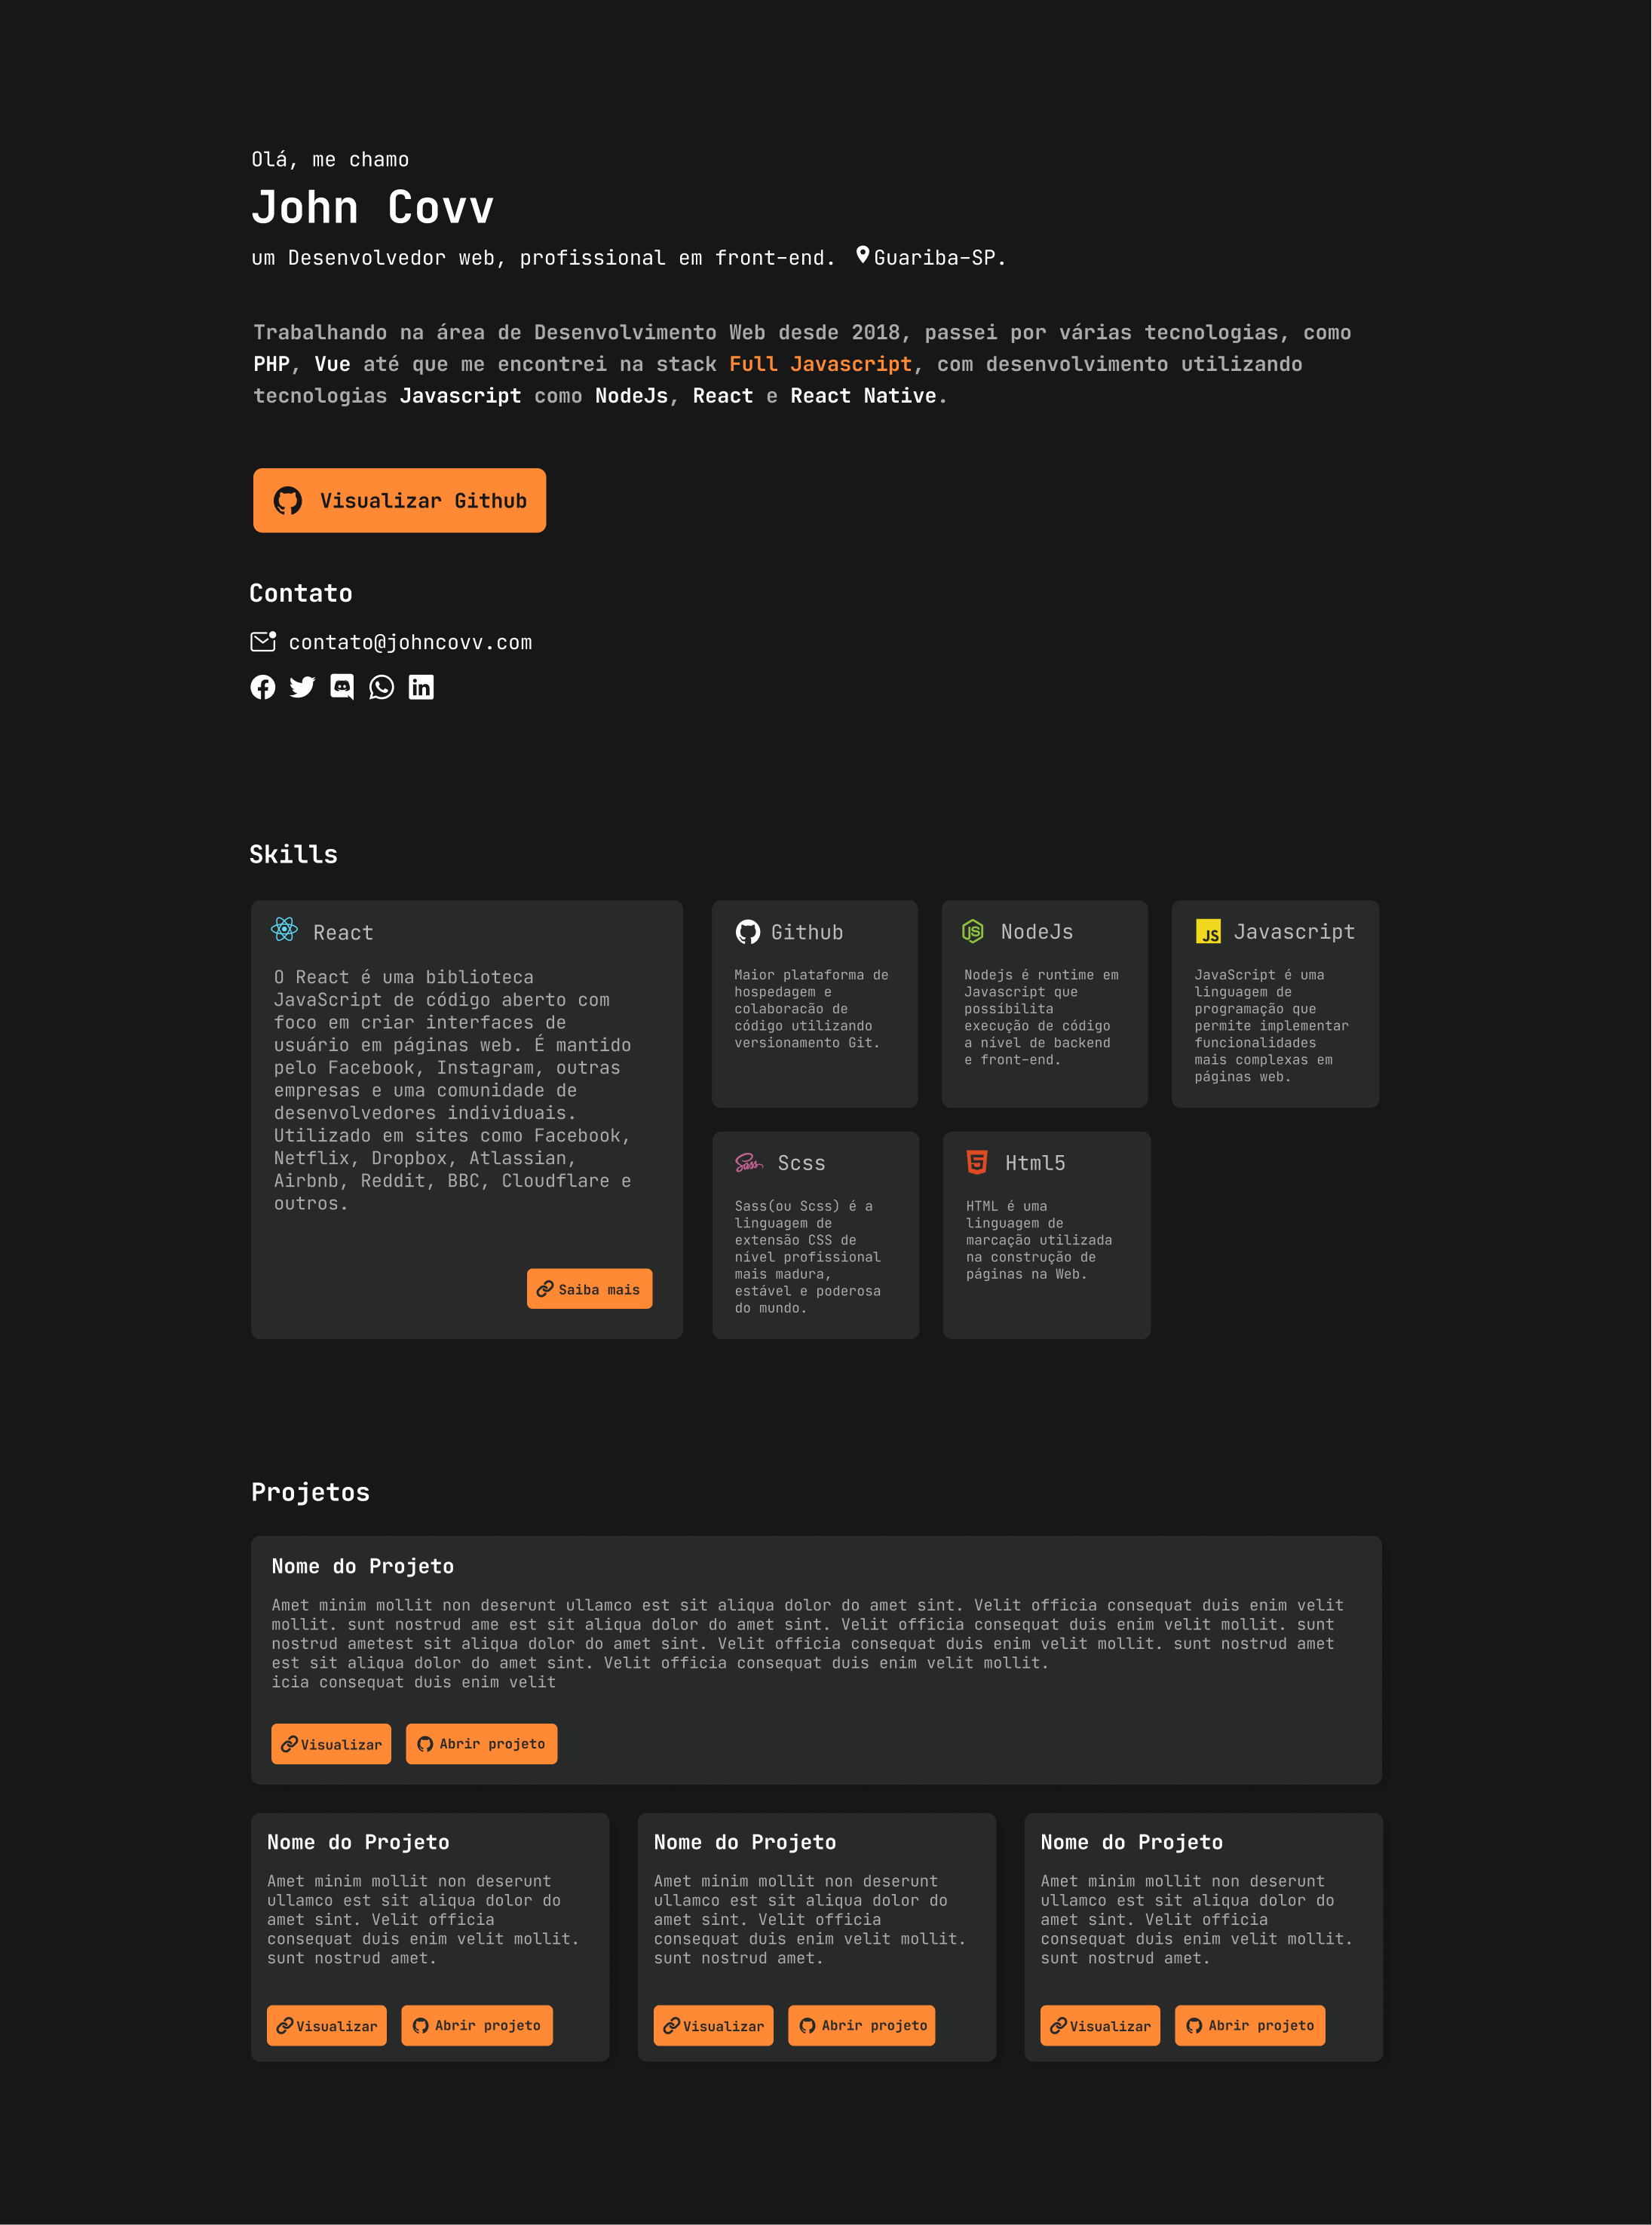 Olá, me chamo
John Covv
um Desenvolvedor web, profissional em front-end. Guariba-SP.
Trabalhando na área de Desenvolvimento Web desde 2018, passei por várias tecnologias, como
PHP, Vue até que me encontrei na stack Full Javascript, com desenvolvimento utilizando
tecnologias Javascript como NodeJs, React e React Native.
Visualizar Github
Contato
contato@johncovv.com
Skills
React
O React é uma biblioteca
JavaScript de código aberto com
foco em criar interfaces de
usuário em páginas web. É mantido
pelo Facebook, Instagram, outras
empresas e uma comunidade de
desenvolvedores individuais.
Utilizado em sites como Facebook,
Netflix, Dropbox, Atlassian,
Airbnb, Reddit, BBC, Cloudflare e
outros.
Saiba mais
Github
Maior plataforma de
hospedagem e
colaboracão de
código utilizando
versionamento Git.
NodeJs
Nodejs é runtime em
Javascript que
possibilita
execução de código
a nível de backend
e front-end.
JS Javascript
JavaScript é uma
linguagem de
programação que
permite implementar
funcionalidades
mais complexas em
páginas web.
Sass Scss
Sass(ou Scss) é a
linguagem de
extensão CSS de
nível profissional
mais madura,
estável e poderosa
do mundo.
Html5
HTML é uma
linguagem de
marcação utilizada
na construção de
páginas na Web.
Projetos
Nome do Projeto
Amet minim mollit non deserunt ullamco est sit aliqua dolor do amet sint. Velit officia consequat duis enim velit
mollit. sunt nostrud ame est sit aliqua dolor do amet sint. Velit officia consequat duis enim velit mollit. sunt
nostrud ametest sit aliqua dolor do amet sint. Velit officia consequat duis enim velit mollit. sunt nostrud amet
est sit aliqua dolor do amet sint. Velit officia consequat duis enim velit mollit.
icia consequat duis enim velit
Visualizar
Abrir projeto
Nome do Projeto
Amet minim mollit non deserunt
ullamco est sit aliqua dolor do
amet sint. Velit officia
consequat duis enim velit mollit.
sunt nostrud amet.
Visualizar
Abrir projeto
Nome do Projeto
Amet minim mollit non deserunt
ullamco est sit aliqua dolor do
amet sint. Velit officia
consequat duis enim velit mollit.
sunt nostrud amet.
Visualizar
Abrir projeto
Nome do Projeto
Amet minim mollit non deserunt
ullamco est sit aliqua dolor do
amet sint. Velit officia
consequat duis enim velit mollit.
sunt nostrud amet.
Visualizar
Abrir projeto